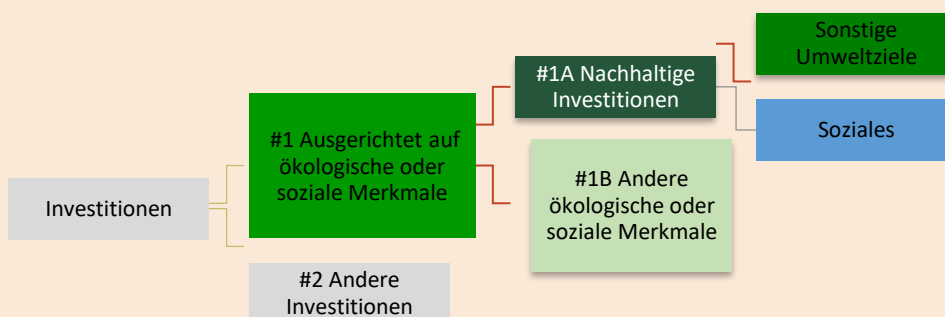 Investitionen
#1 Ausgerichtet auf
ökologische oder
soziale Merkmale
#2 Andere
Investitionen
#1A Nachhaltige
Investitionen
#1B Andere
ökologische oder
soziale Merkmale
Sonstige
Umweltziele
Soziales